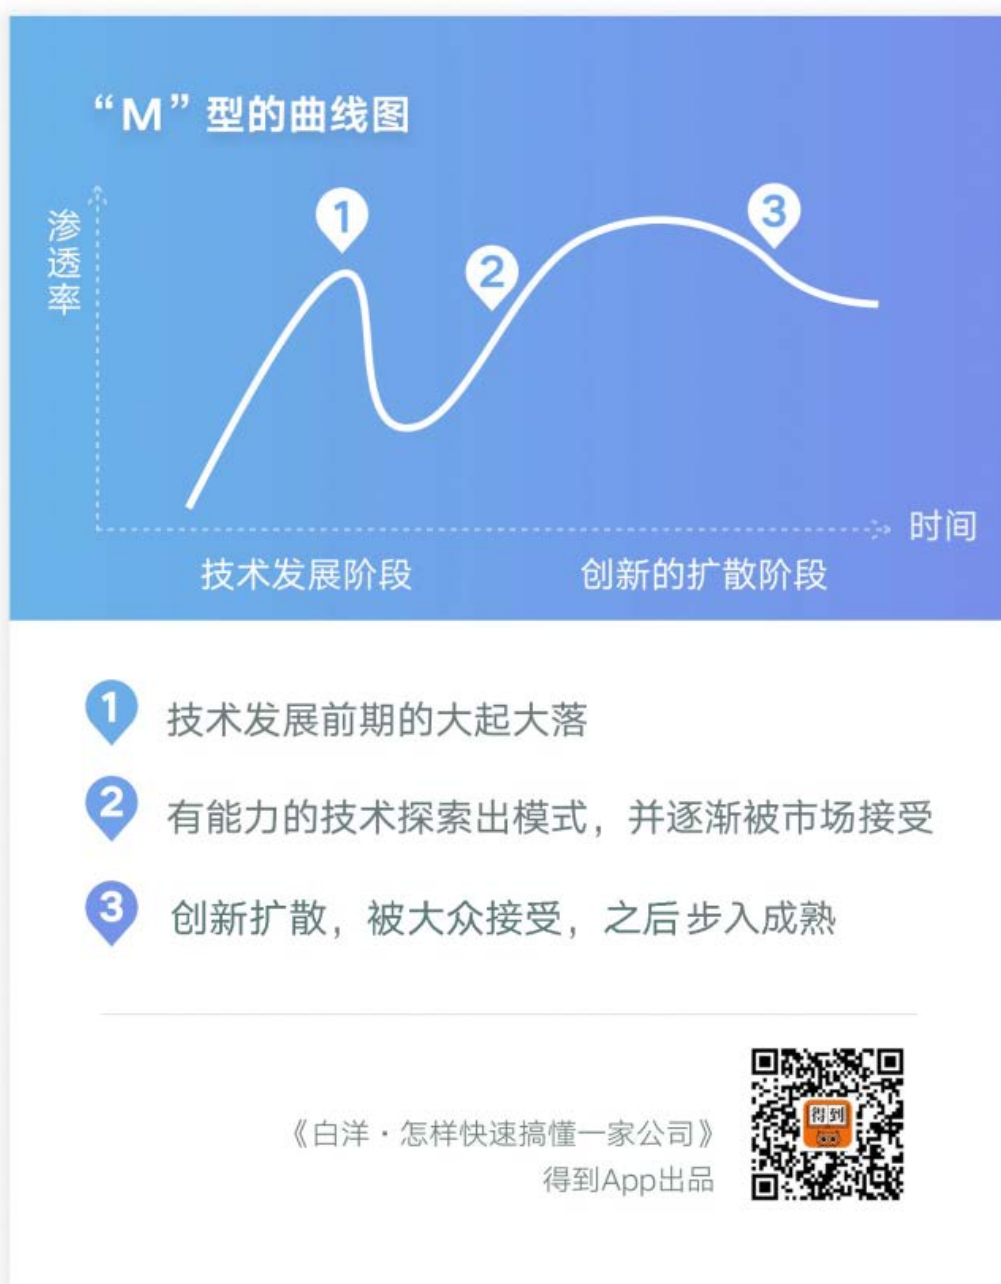 “M”型的曲线图
渗透率
1
2
3
时间
技术发展阶段
创新的扩散阶段
1 技术发展前期的大起大落
2 有能力的技术探索出模式，并逐渐被市场接受
3 创新扩散，被大众接受，之后步入成熟
《白洋·怎样快速搞懂一家公司》
得到App出品
得到